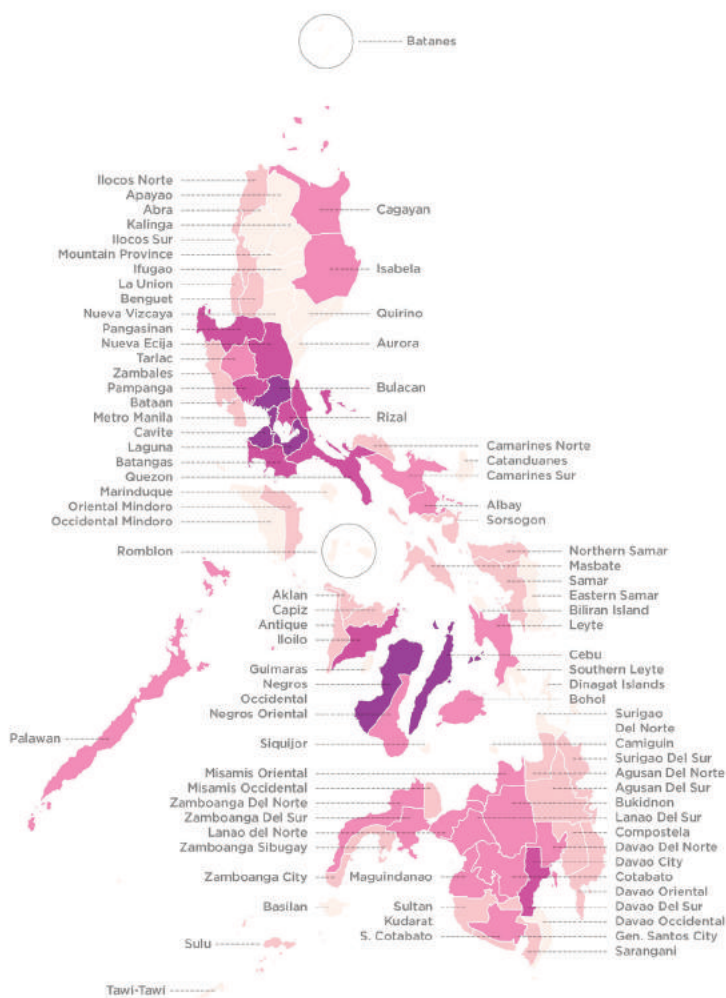 Batanes
Ilocos Norte
Apayao
Abra
Cagayan
Kalinga
Ilocos Sur
Mountain Province
Ifugao
Isabela
La Union
Benguet
Nueva Vizcaya
Quirino
Pangasinan
Nueva Ecija
Aurora
Tarlac
Zambales
Pampanga
Bulacan
Bataan
Metro Manila
Rizal
Cavite
Laguna
Camarines Norte
Batangas
Catanduanes
Quezon
Camarines Sur
Marinduque
Oriental Mindoro
Albay
Occidental Mindoro
Sorsogon
Romblon
Northern Samar
Masbate
Samar
Aklan
Eastern Samar
Capiz
Biliran Island
Antique
Leyte
Iloilo
Cebu
Guimaras
Southern Leyte
Negros
Occidental
Dinagat Islands
Bohol
Negros Oriental
Surigao
Del Norte
Palawan
Siquijor
Camiguin
Surigao Del Sur
Misamis Oriental
Agusan Del Norte
Misamis Occidental
Agusan Del Sur
Zamboanga Del Norte
Bukidnon
Zamboanga Del Sur
Lanao Del Sur
Lanao del Norte
Compostela
Zamboanga Sibugay
Davao Del Norte
Davao City
Zamboanga City
Maguindanao
Cotabato
Davao Oriental
Basilan
Sultan
Kudarat
Davao Del Sur
Davao Occidental
S. Cotabato
Gen. Santos City
Sulu
Sarangani
Tawi-Tawi